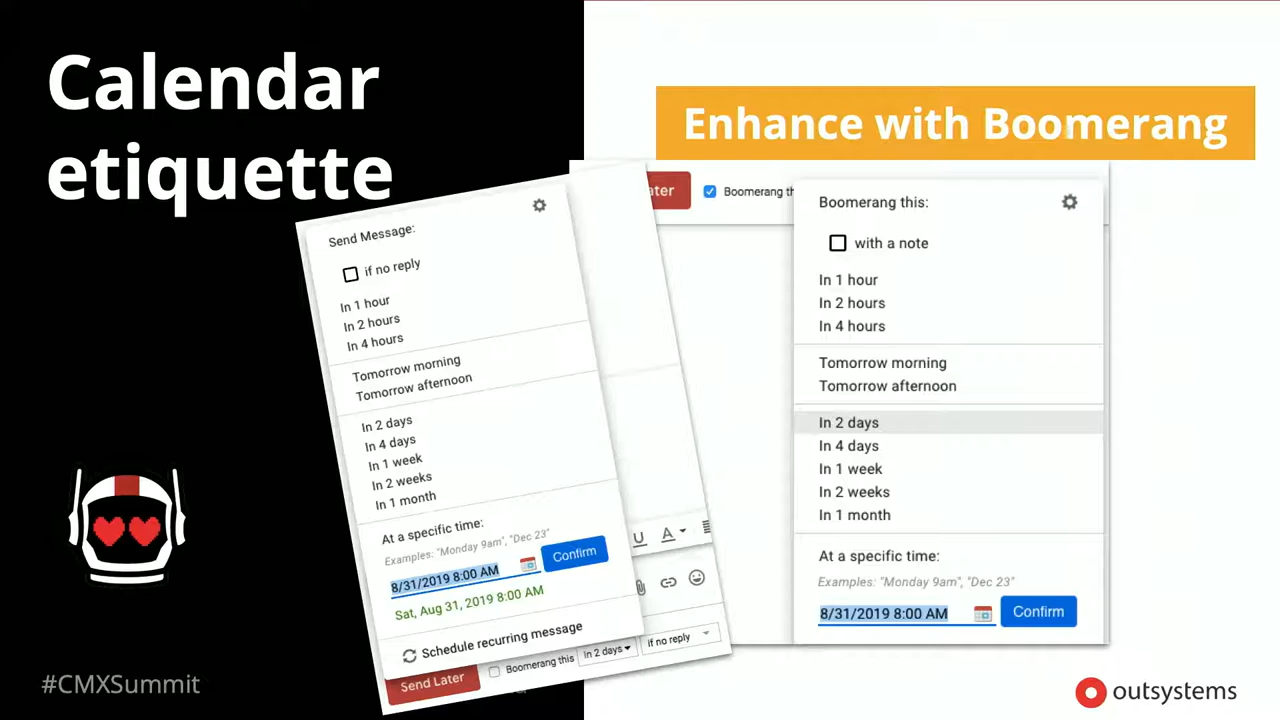 Calendar
etiquette
Enhance with Boomerang
Send Message:
if no reply
In 1 hour
In 2 hours
In 4 hours
Tomorrow morning
Tomorrow afternoon
In 2 days
In 4 days
In 1 week
In 2 weeks
In 1 month
At a specific time:
Examples: "Monday 9am", "Dec 23"
8/31/2019 8:00 AM
Confirm
Sat, Aug 31, 2019 8:00 AM
Schedule recurring message
Send Later
Boomerang this
In 2 days
if no reply
U A
ter
Boomerang th
Boomerang this:
with a note
In 1 hour
In 2 hours
In 4 hours
Tomorrow morning
Tomorrow afternoon
In 2 days
In 4 days
In 1 week
In 2 weeks
In 1 month
At a specific time:
Examples: "Monday 9am", "Dec 23"
8/31/2019 8:00 AM
Confirm
#CMXSummit
outsystems